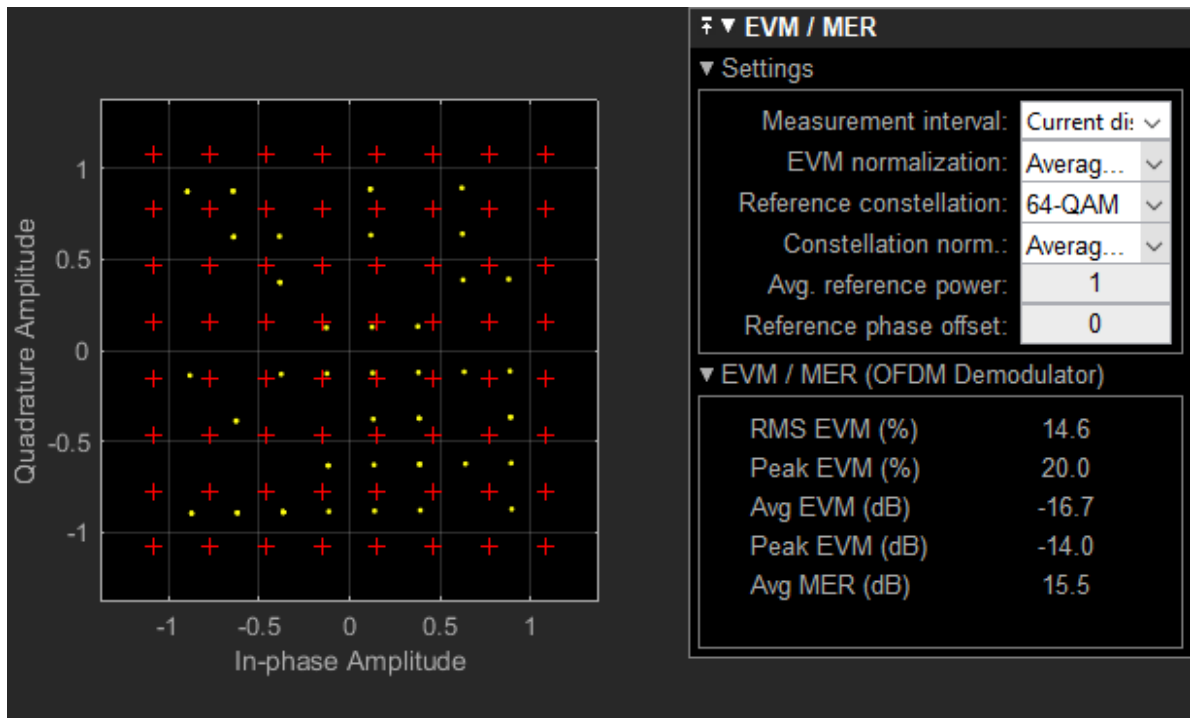 EVM / MER
Settings
Measurement interval: Current di
EVM normalization: Averag...
Reference constellation: 64-QAM
Constellation norm.: Averag...
Avg. reference power: 1
Reference phase offset: 0
EVM / MER (OFDM Demodulator)
RMS EVM (%) 14.6
Peak EVM (%) 20.0
Avg EVM (dB) -16.7
Peak EVM (dB) -14.0
Avg MER (dB) 15.5
Quadrature Amplitude
1
0.5
0
-0.5
-1
-1 -0.5 0 0.5 1
In-phase Amplitude